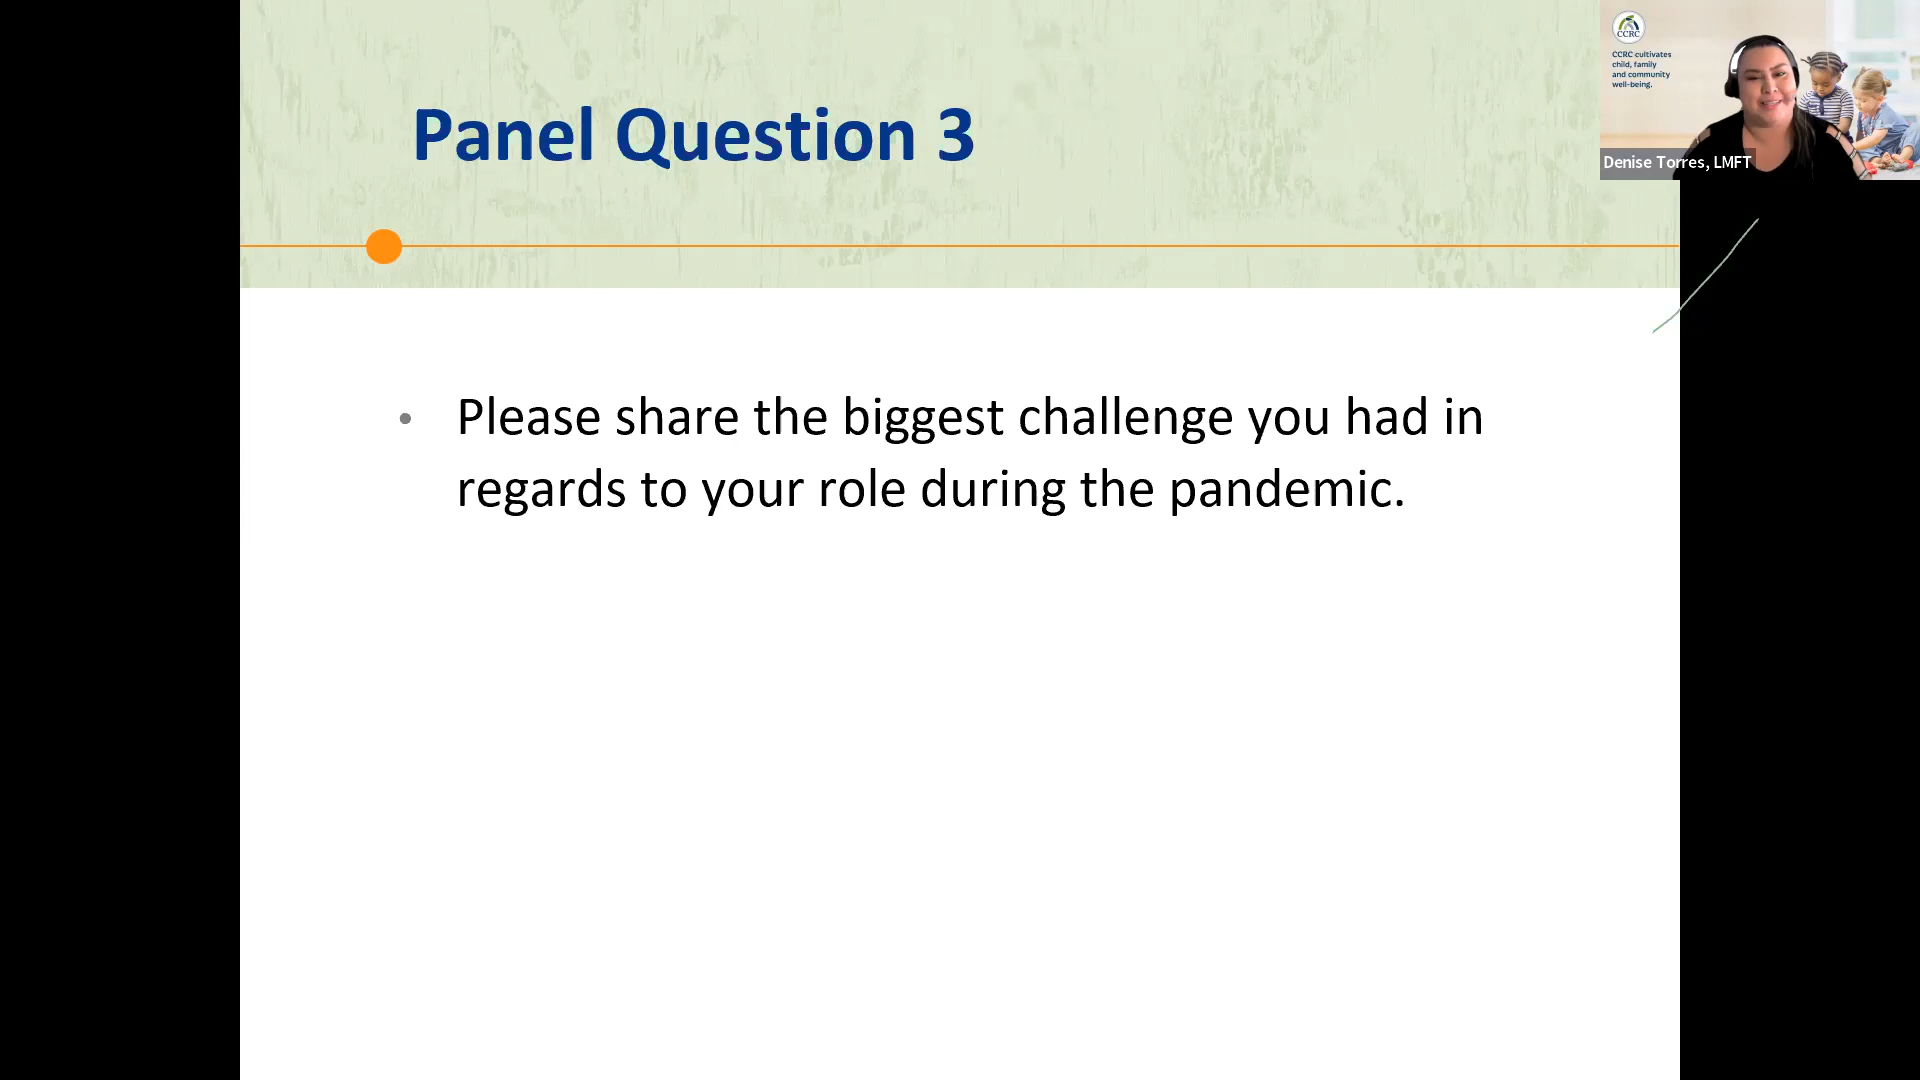 Panel Question 3
CCRC
CCRC cultivates
child, family
and community
well-being.
Denise Torres, LMFT
• Please share the biggest challenge you had in
regards to your role during the pandemic.